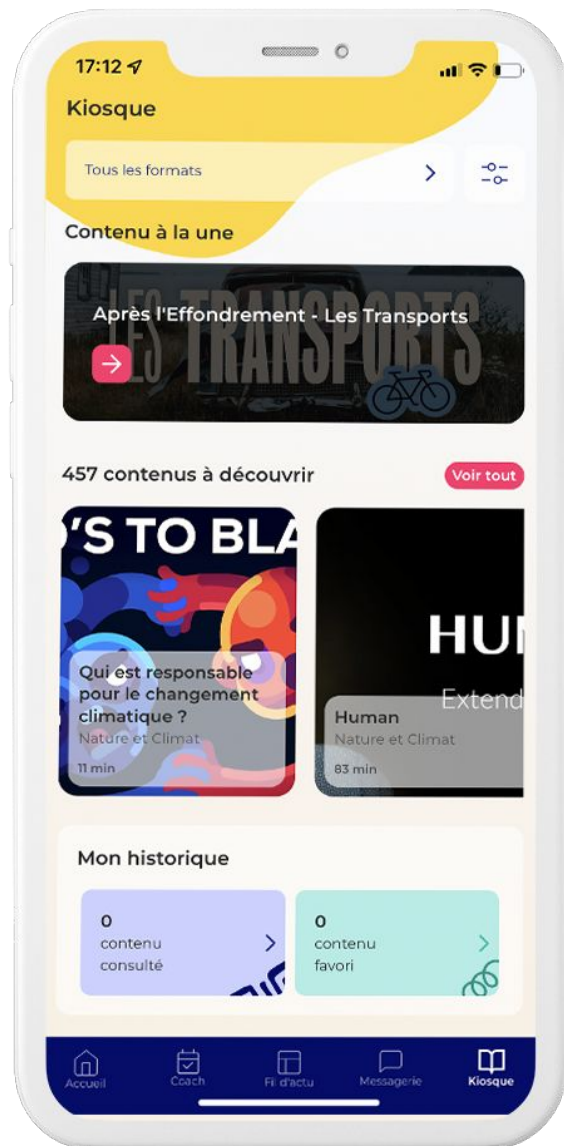 17:12
Kiosque
Tous les formats
Contenu à la une
LES TRANSPORTS
Après l'Effondrement - Les Transports
457 contenus à découvrir
Voir tout
'S TO BLA
Qui est responsable
pour le changement
climatique ?
Nature et Climat
11 min
HU
Extend
Human
Nature et Climat
83 min
Mon historique
0
contenu
consulté
0
contenu
favori
Accueil
Coach
Fil d'actu
Messagerie
Kiosque